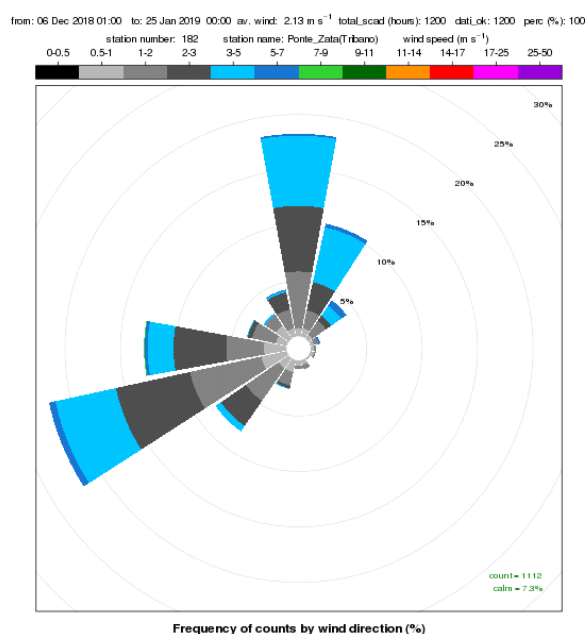 from: 06 Dec 2018 01:00 to: 25 Jan 2019 00:00 av. wind: 2.13 m s⁻¹ total_scad (hours): 1200 dati_ok: 1200 perc (%): 100
station number: 182 station name: Ponte_Zata(Tribano) wind speed (m s⁻¹)
0-0.5 0.5-1 1-2 2-3 3-5 5-7 7-9 9-11 11-14 14-17 17-25 25-50
30%
25%
20%
15%
10%
5%
count = 1112
calm = 7.3%
Frequency of counts by wind direction (%)